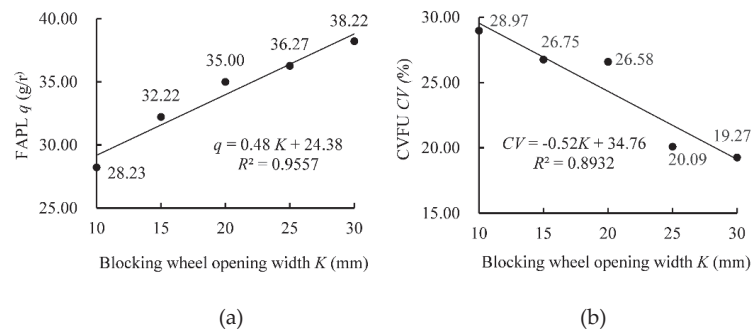 (a)
40.00
35.00
30.00
25.00
FAPL q (g/r)
28.23
32.22
35.00
36.27
38.22
q = 0.48 K + 24.38
R² = 0.9557
10 15 20 25 30
Blocking wheel opening width K (mm)
(a)
(b)
30.00
25.00
20.00
15.00
CVFU CV (%)
28.97
26.75
26.58
20.09
19.27
CV = -0.52K + 34.76
R² = 0.8932
10 15 20 25 30
Blocking wheel opening width K (mm)
(b)